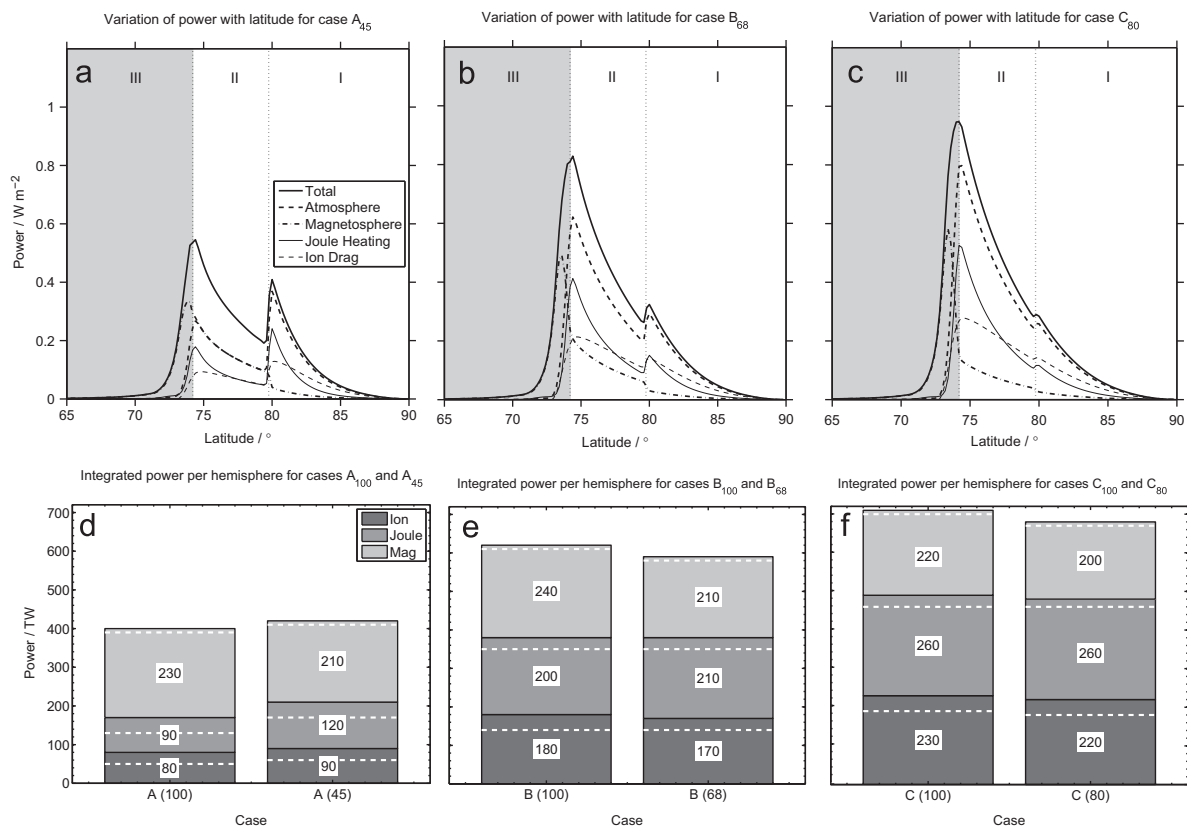 Variation of power with latitude for case A45
Variation of power with latitude for case B68
Variation of power with latitude for case C80
a
III
II
I
b
III
II
I
c
III
II
I
1
0.8
0.6
0.4
0.2
0
Power / W m-2
Total
Atmosphere
Magnetosphere
Joule Heating
Ion Drag
65 70 75 80 85 90
65 70 75 80 85 90
65 70 75 80 85 90
Latitude / °
Latitude / °
Latitude / °
Integrated power per hemisphere for cases A100 and A45
Integrated power per hemisphere for cases B100 and B68
Integrated power per hemisphere for cases C100 and C80
d
Ion
Joule
Mag
e
f
700
600
500
400
300
200
100
0
Power / TW
230
90
80
210
120
90
240
200
180
210
210
170
220
260
230
200
260
220
A (100)
A (45)
B (100)
B (68)
C (100)
C (80)
Case
Case
Case